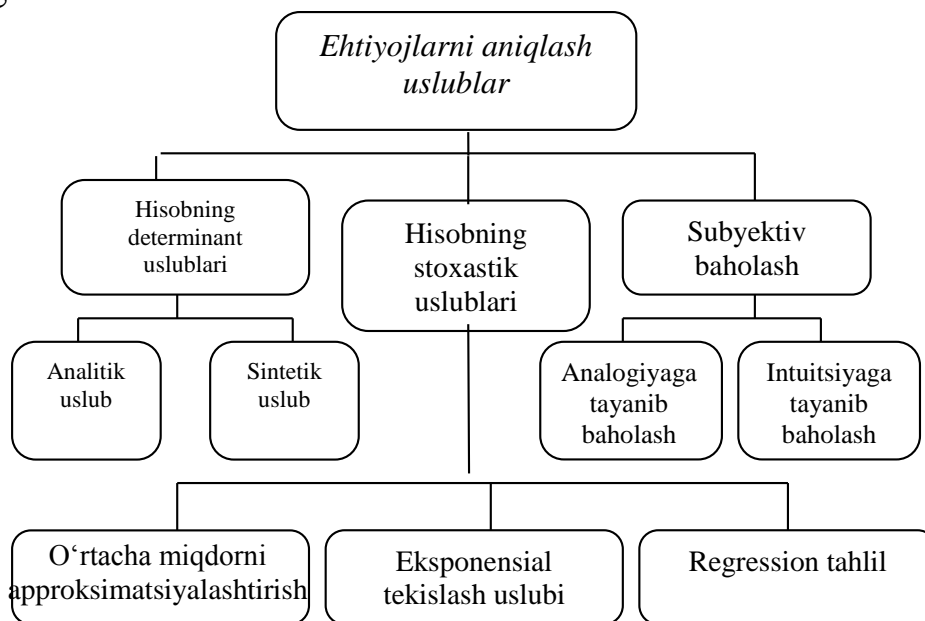 Ehtiyojlarni aniqlash
uslublar
Hisobning
determinant
uslublari
Hisobning
stoxastik
uslublari
Subyektiv
baholash
Analitik
uslub
Sintetik
uslub
Analogiyaga
tayanib
baholash
Intuitsiyaga
tayanib
baholash
O‘rtacha miqdorni
approksimatsiyalashtirish
Eksponensial
tekislash uslubi
Regression tahlil